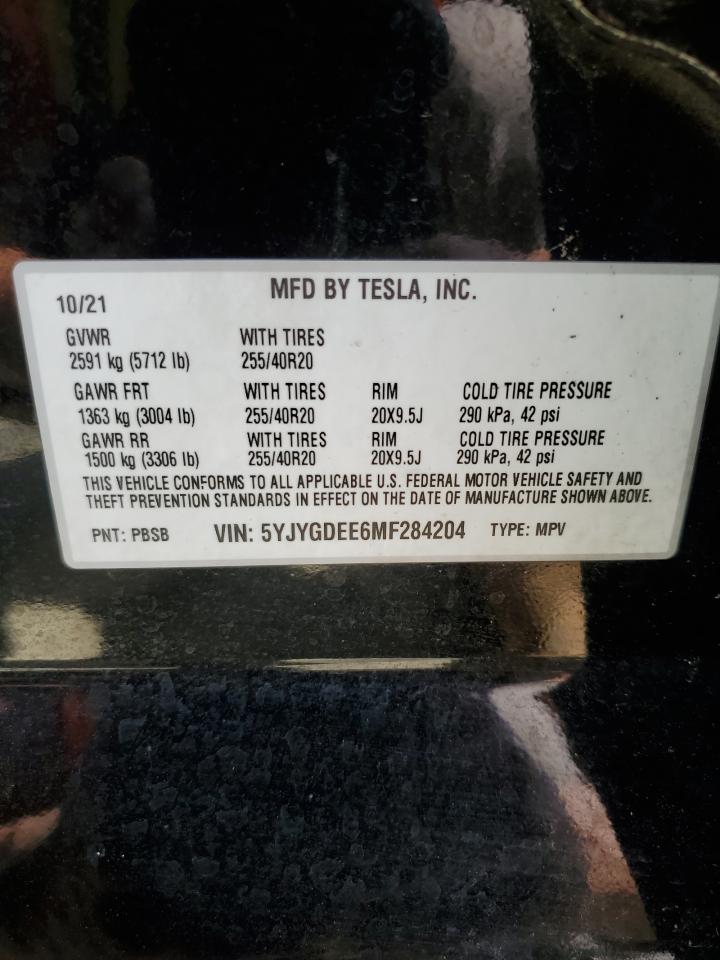 MFD BY TESLA, INC.
10/21
GVWR WITH TIRES
2591 kg (5712 lb) 255/40R20
GAWR FRT WITH TIRES RIM COLD TIRE PRESSURE
1363 kg (3004 lb) 255/40R20 20X9.5J 290 kPa, 42 psi
GAWR RR WITH TIRES RIM COLD TIRE PRESSURE
1500 kg (3306 lb) 255/40R20 20X9.5J 290 kPa, 42 psi
THIS VEHICLE CONFORMS TO ALL APPLICABLE U.S. FEDERAL MOTOR VEHICLE SAFETY AND
THEFT PREVENTION STANDARDS IN EFFECT ON THE DATE OF MANUFACTURE SHOWN ABOVE.
PNT: PBSB VIN: 5YJYGDEE6MF284204 TYPE: MPV